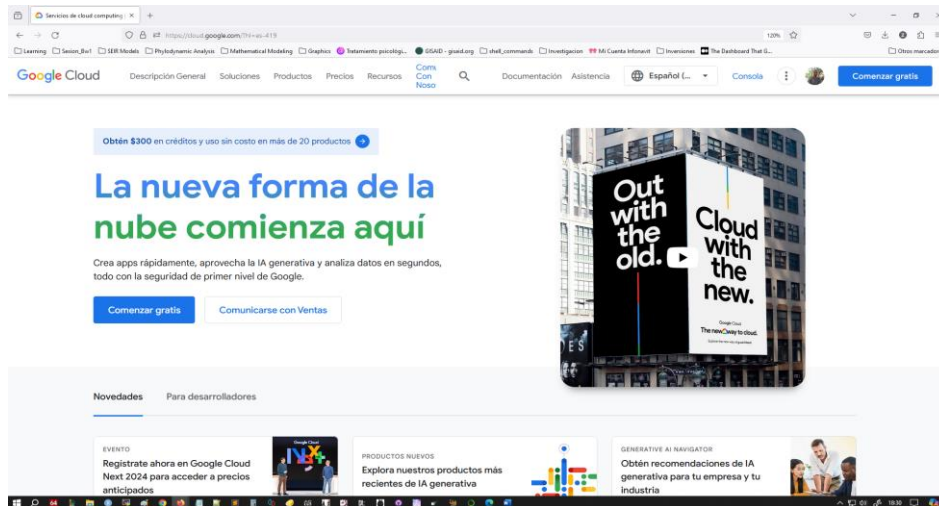 Servicios de cloud computing |
https://cloud.google.com/?hl=es-419
120%
Learning
Sesion_Bw1
SEIR Models
Phylodynamic Analysis
Mathematical Modeling
Graphics
Tratamiento psicológi...
GISAID - gisaid.org
shell_commands
Investigacion
Mi Cuenta Infonavit
Inversiones
The Dashboard That G...
Otros marcador
Google Cloud
Descripción General
Soluciones
Productos
Precios
Recursos
Com
Con
Noso
Documentación
Asistencia
Español (...
Consola
Comenzar gratis
Obtén $300 en créditos y uso sin costo en más de 20 productos
La nueva forma de la
nube comienza aquí
Crea apps rápidamente, aprovecha la IA generativa y analiza datos en segundos,
todo con la seguridad de primer nivel de Google.
Comenzar gratis
Comunicarse con Ventas
Out
with
the
old.
Cloud
with
the
new.
Google Cloud
The new way to cloud.
Novedades
Para desarrolladores
EVENTO
Regístrate ahora en Google Cloud
Next 2024 para acceder a precios
anticipados
Google Cloud
PRODUCTOS NUEVOS
Explora nuestros productos más
recientes de IA generativa
GENERATIVE AI NAVIGATOR
Obtén recomendaciones de IA
generativa para tu empresa y tu
industria